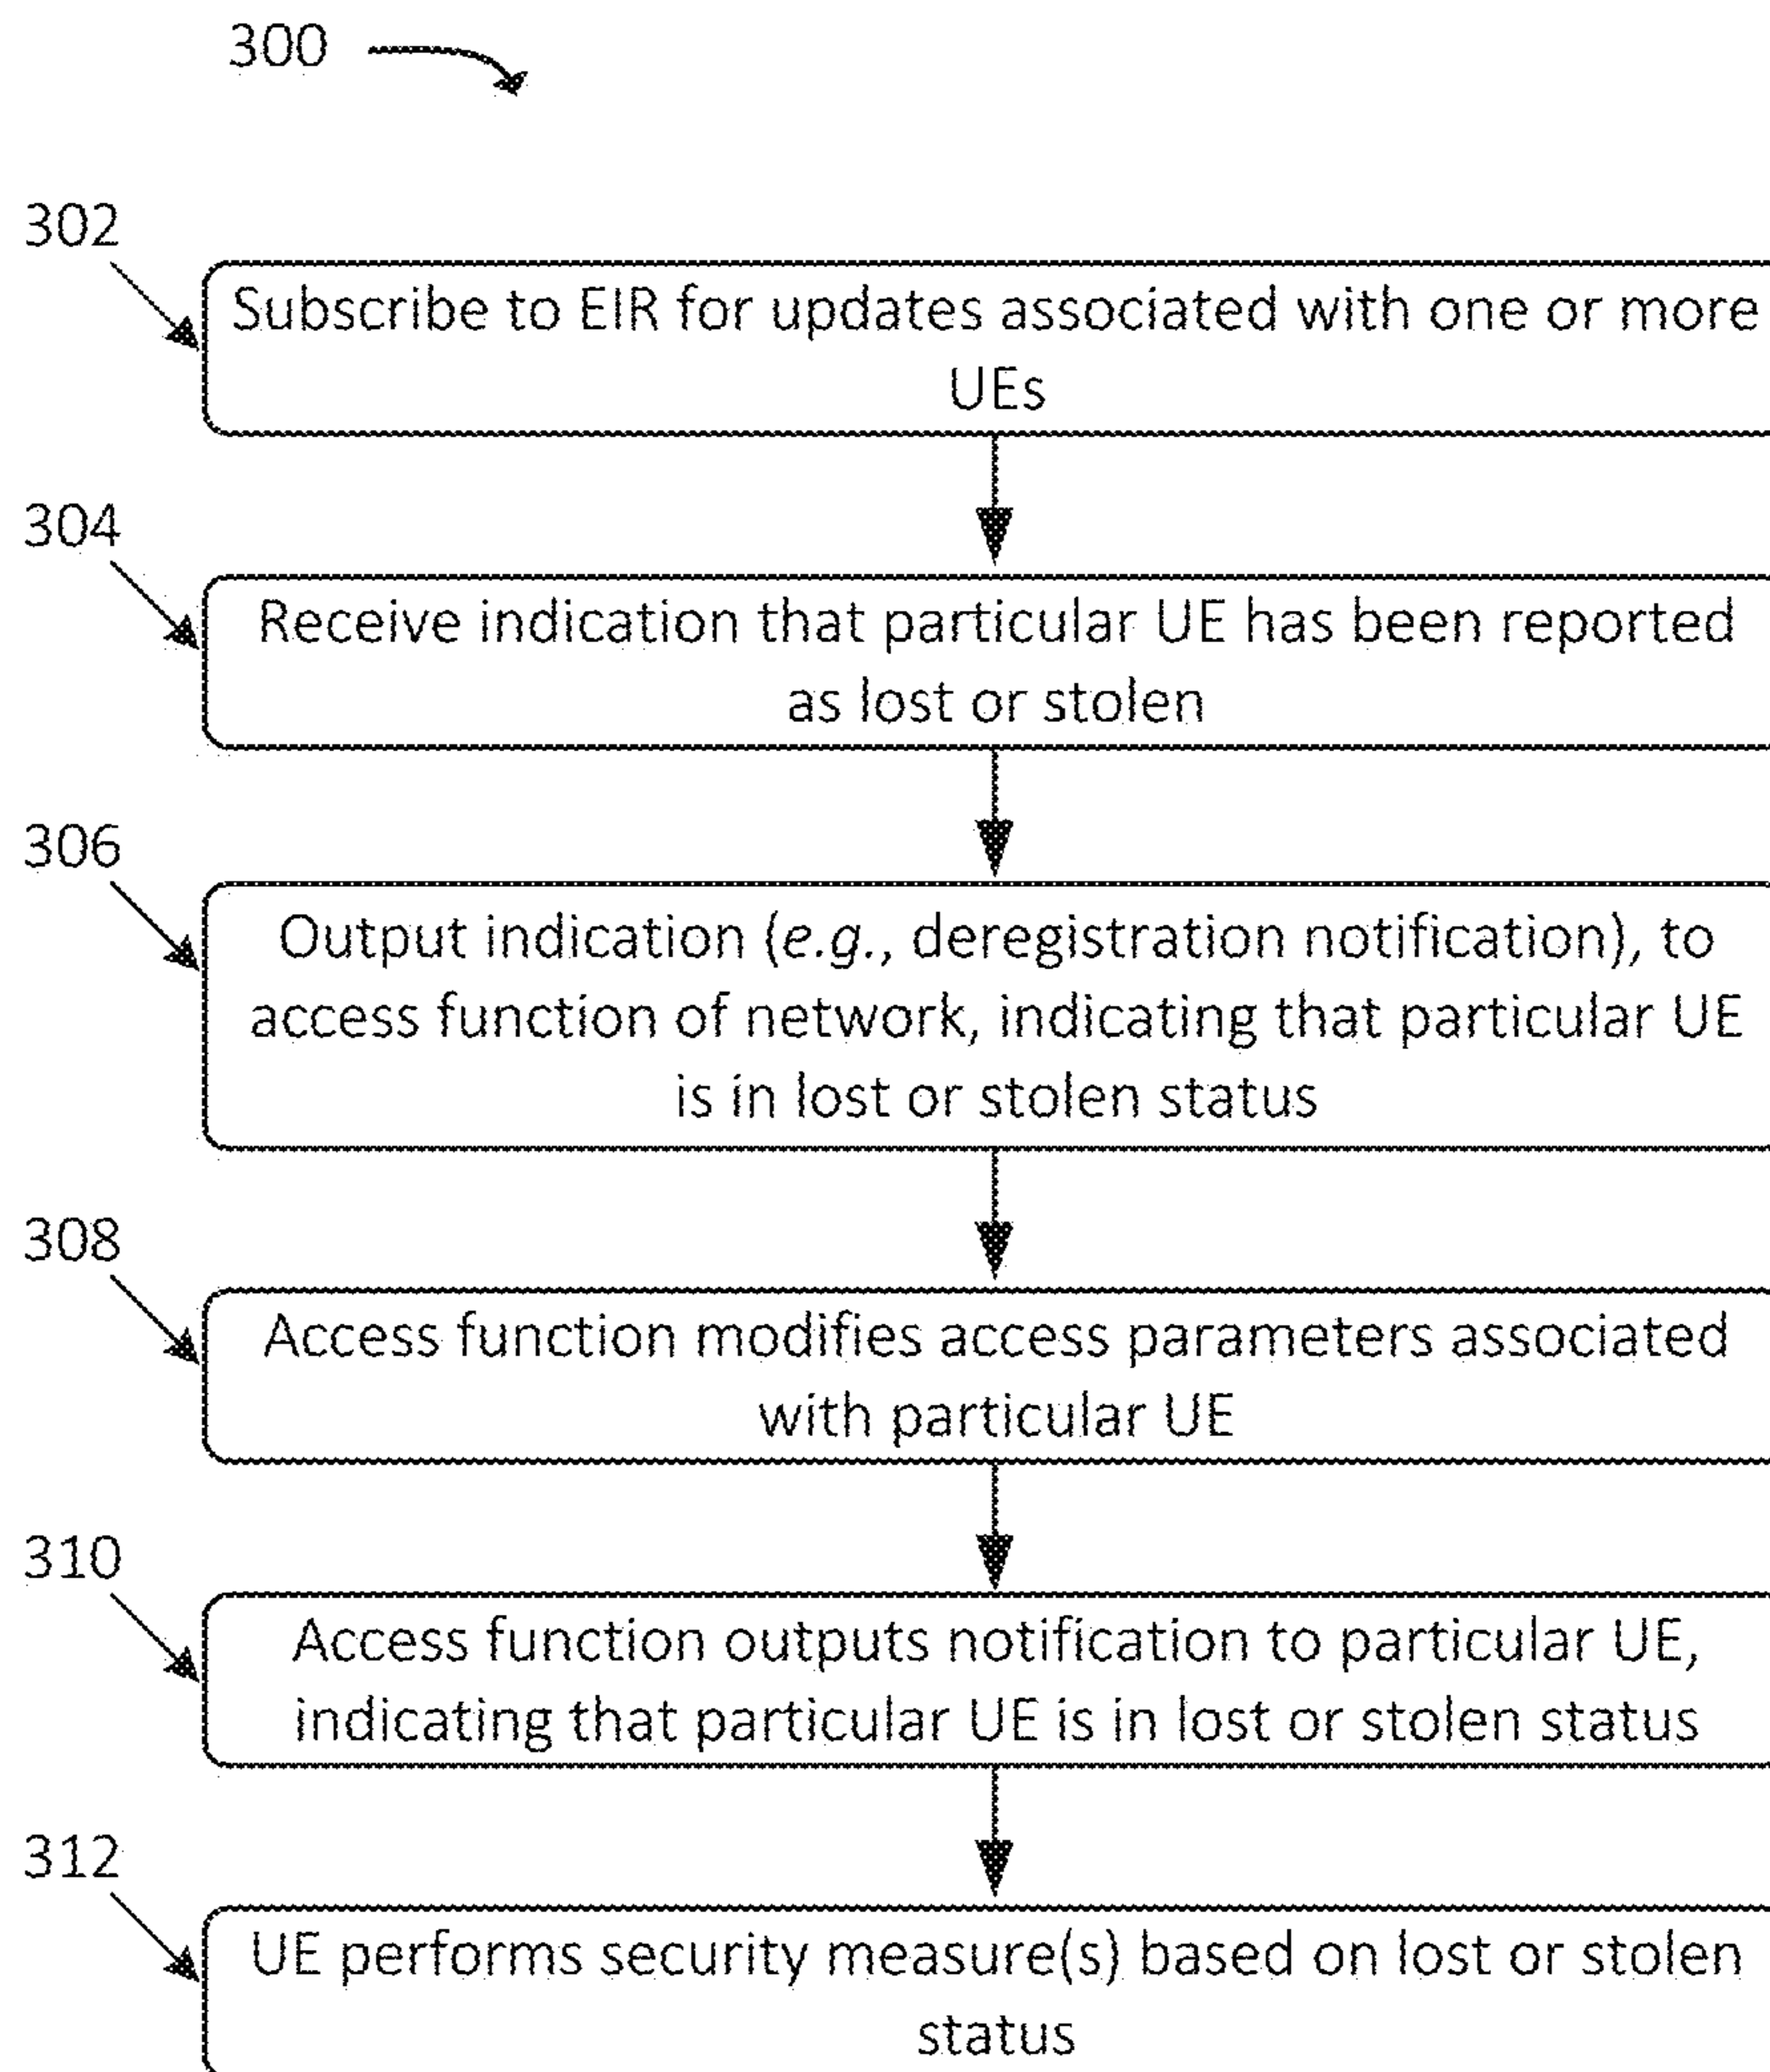 300
302
Subscribe to EIR for updates associated with one or more
UEs
304
Receive indication that particular UE has been reported
as lost or stolen
306
Output indication (e.g., deregistration notification), to
access function of network, indicating that particular UE
is in lost or stolen status
308
Access function modifies access parameters associated
with particular UE
310
Access function outputs notification to particular UE,
indicating that particular UE is in lost or stolen status
312
UE performs security measure(s) based on lost or stolen
status